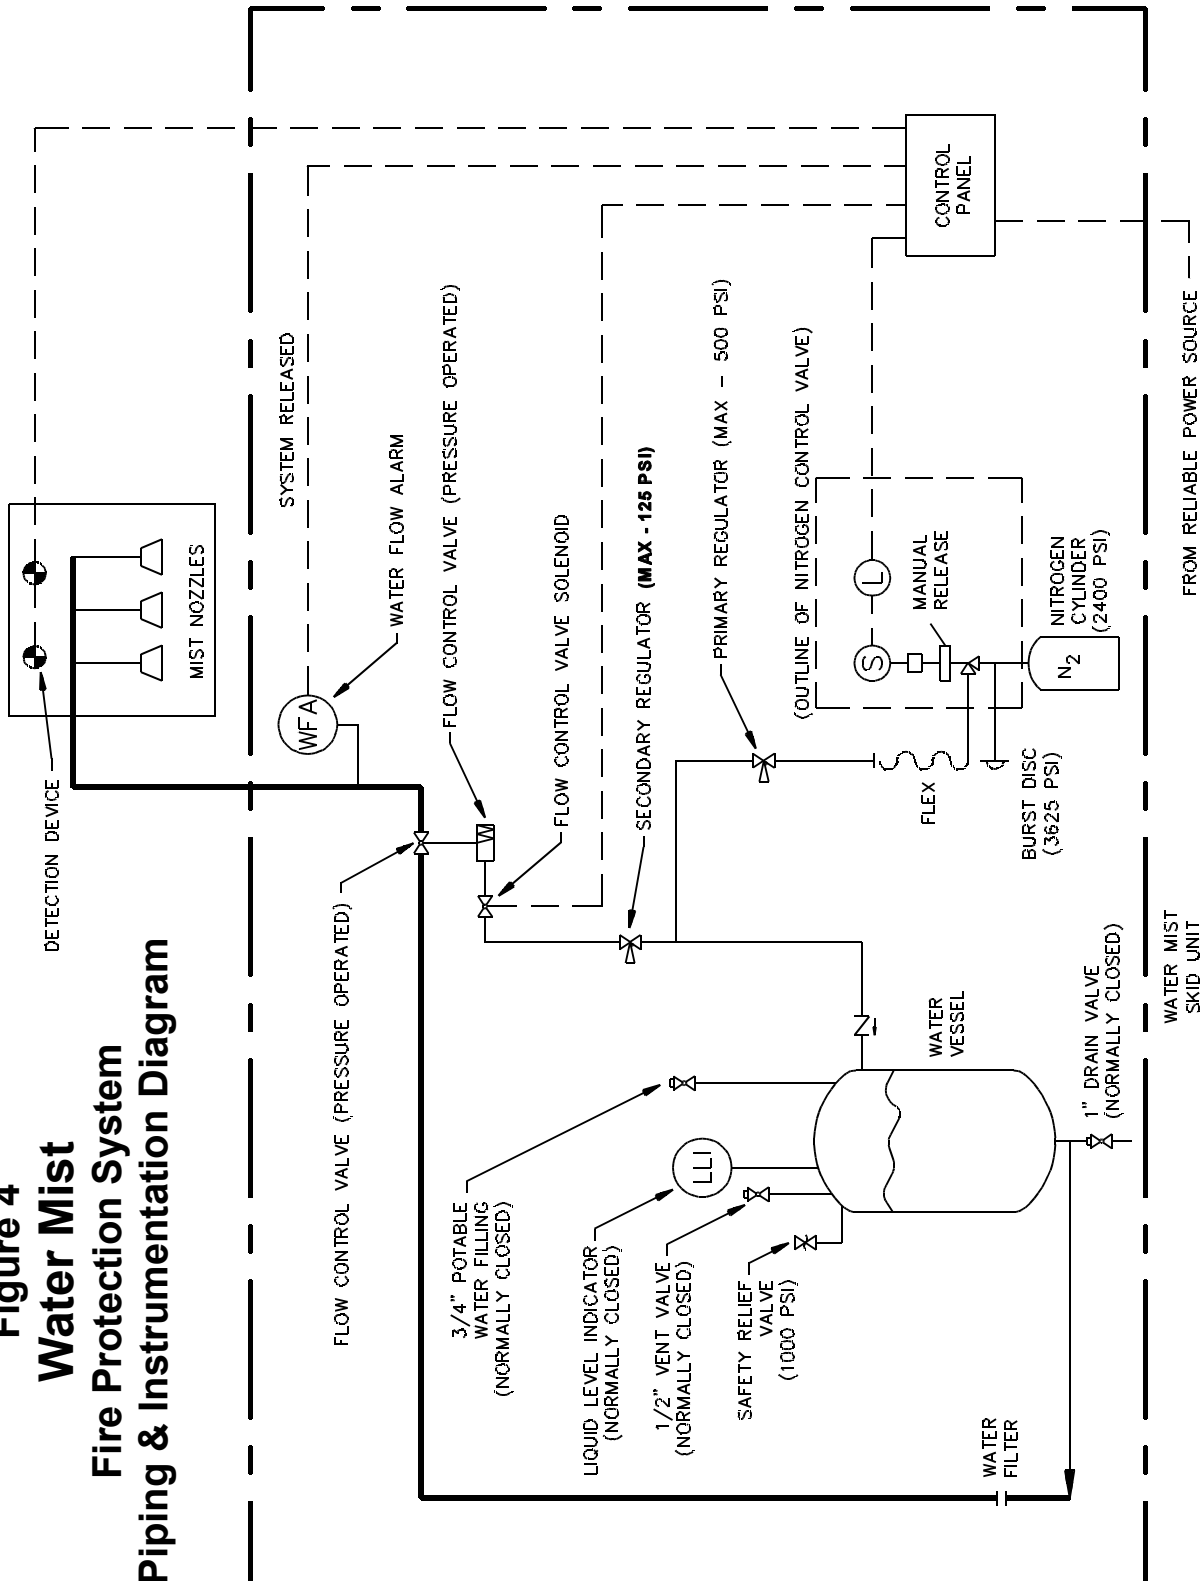 Figure 4
Water Mist
Fire Protection System
Piping & Instrumentation Diagram
DETECTION DEVICE
MIST NOZZLES
SYSTEM RELEASED
WFA
WATER FLOW ALARM
FLOW CONTROL VALVE (PRESSURE OPERATED)
FLOW CONTROL VALVE (PRESSURE OPERATED)
FLOW CONTROL VALVE SOLENOID
SECONDARY REGULATOR (MAX - 125 PSI)
PRIMARY REGULATOR (MAX - 500 PSI)
(OUTLINE OF NITROGEN CONTROL VALVE)
CONTROL
PANEL
S
L
MANUAL
RELEASE
N2
NITROGEN
CYLINDER
(2400 PSI)
FLEX
BURST DISC
(3625 PSI)
FROM RELIABLE POWER SOURCE
3/4" POTABLE
WATER FILLING
(NORMALLY CLOSED)
LLI
LIQUID LEVEL INDICATOR
(NORMALLY CLOSED)
1/2" VENT VALVE
(NORMALLY CLOSED)
SAFETY RELIEF
VALVE
(1000 PSI)
WATER
VESSEL
WATER
FILTER
1" DRAIN VALVE
(NORMALLY CLOSED)
WATER MIST
SKID UNIT